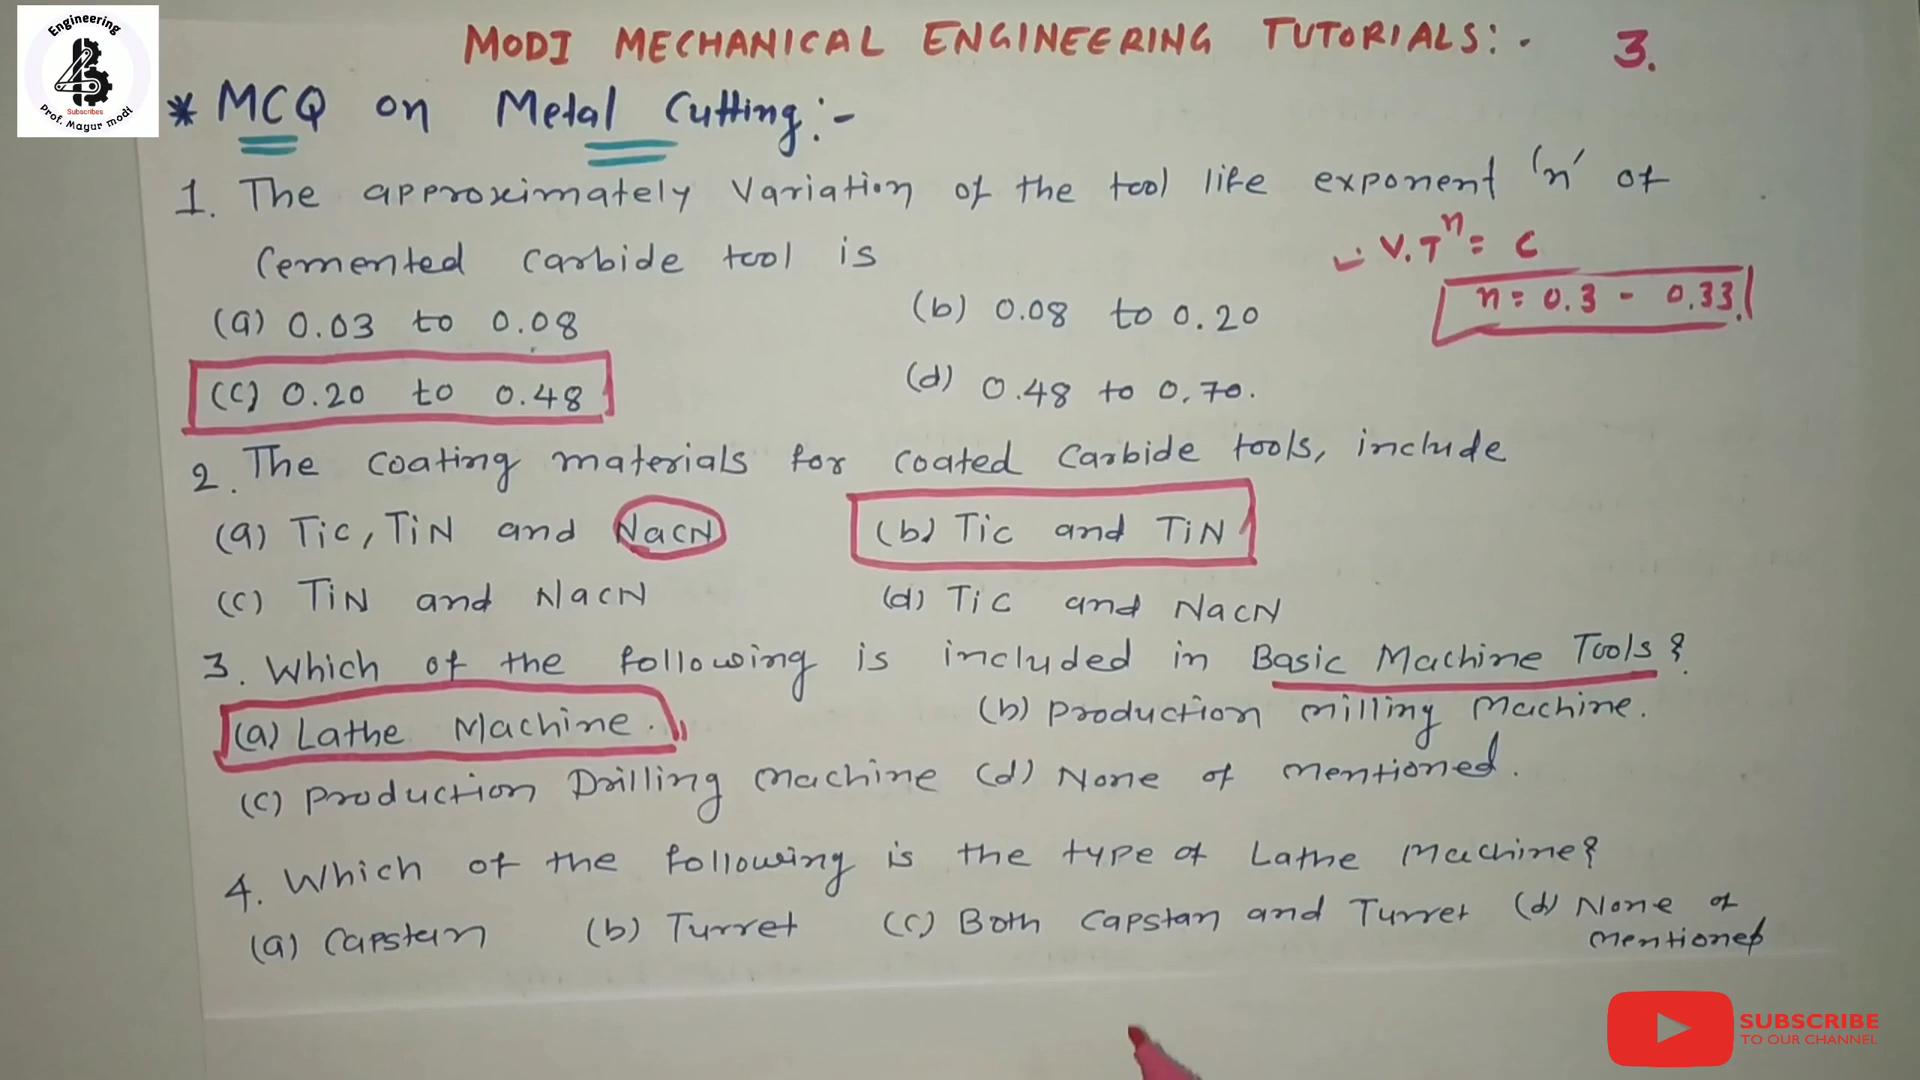 Engineering
Subscribes
Prof. Mayur modi
MODI MECHANICAL ENGINEERING TUTORIALS:- 3.
* MCQ on Metal Cutting:-
1. The approximately variation of the tool life exponent 'n' of
cemented carbide tool is
V.T^n = C
n = 0.3 - 0.33
(a) 0.03 to 0.08 (b) 0.08 to 0.20
(c) 0.20 to 0.48 (d) 0.48 to 0.70.
2. The coating materials for coated carbide tools, include
(a) Tic, TiN and NaCN (b) Tic and TiN
(c) TiN and NaCN (d) TiC and NaCN
3. Which of the following is included in Basic Machine Tools?
(a) Lathe Machine. (b) Production milling Machine.
(c) Production Drilling machine (d) None of mentioned.
4. Which of the following is the type of Lathe Machine?
(a) Capstan (b) Turret (c) Both capstan and Turret (d) None of
mentioned
SUBSCRIBE
TO OUR CHANNEL